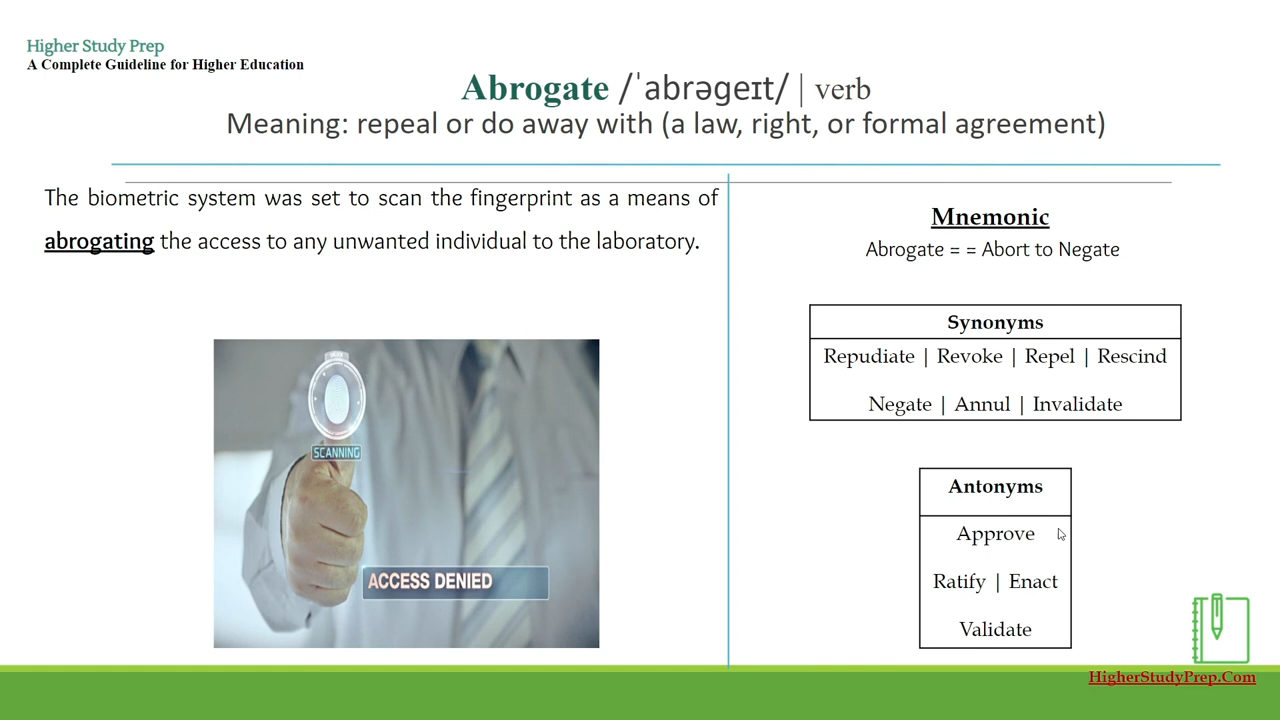 Higher Study Prep
A Complete Guideline for Higher Education
Abrogate /ˈabrəɡeɪt/ | verb
Meaning: repeal or do away with (a law, right, or formal agreement)
The biometric system was set to scan the fingerprint as a means of
abrogating the access to any unwanted individual to the laboratory.
SCANNING
ACCESS DENIED
Mnemonic
Abrogate = = Abort to Negate
Synonyms
Repudiate | Revoke | Repel | Rescind
Negate | Annul | Invalidate
Antonyms
Approve
Ratify | Enact
Validate
HigherStudyPrep.Com